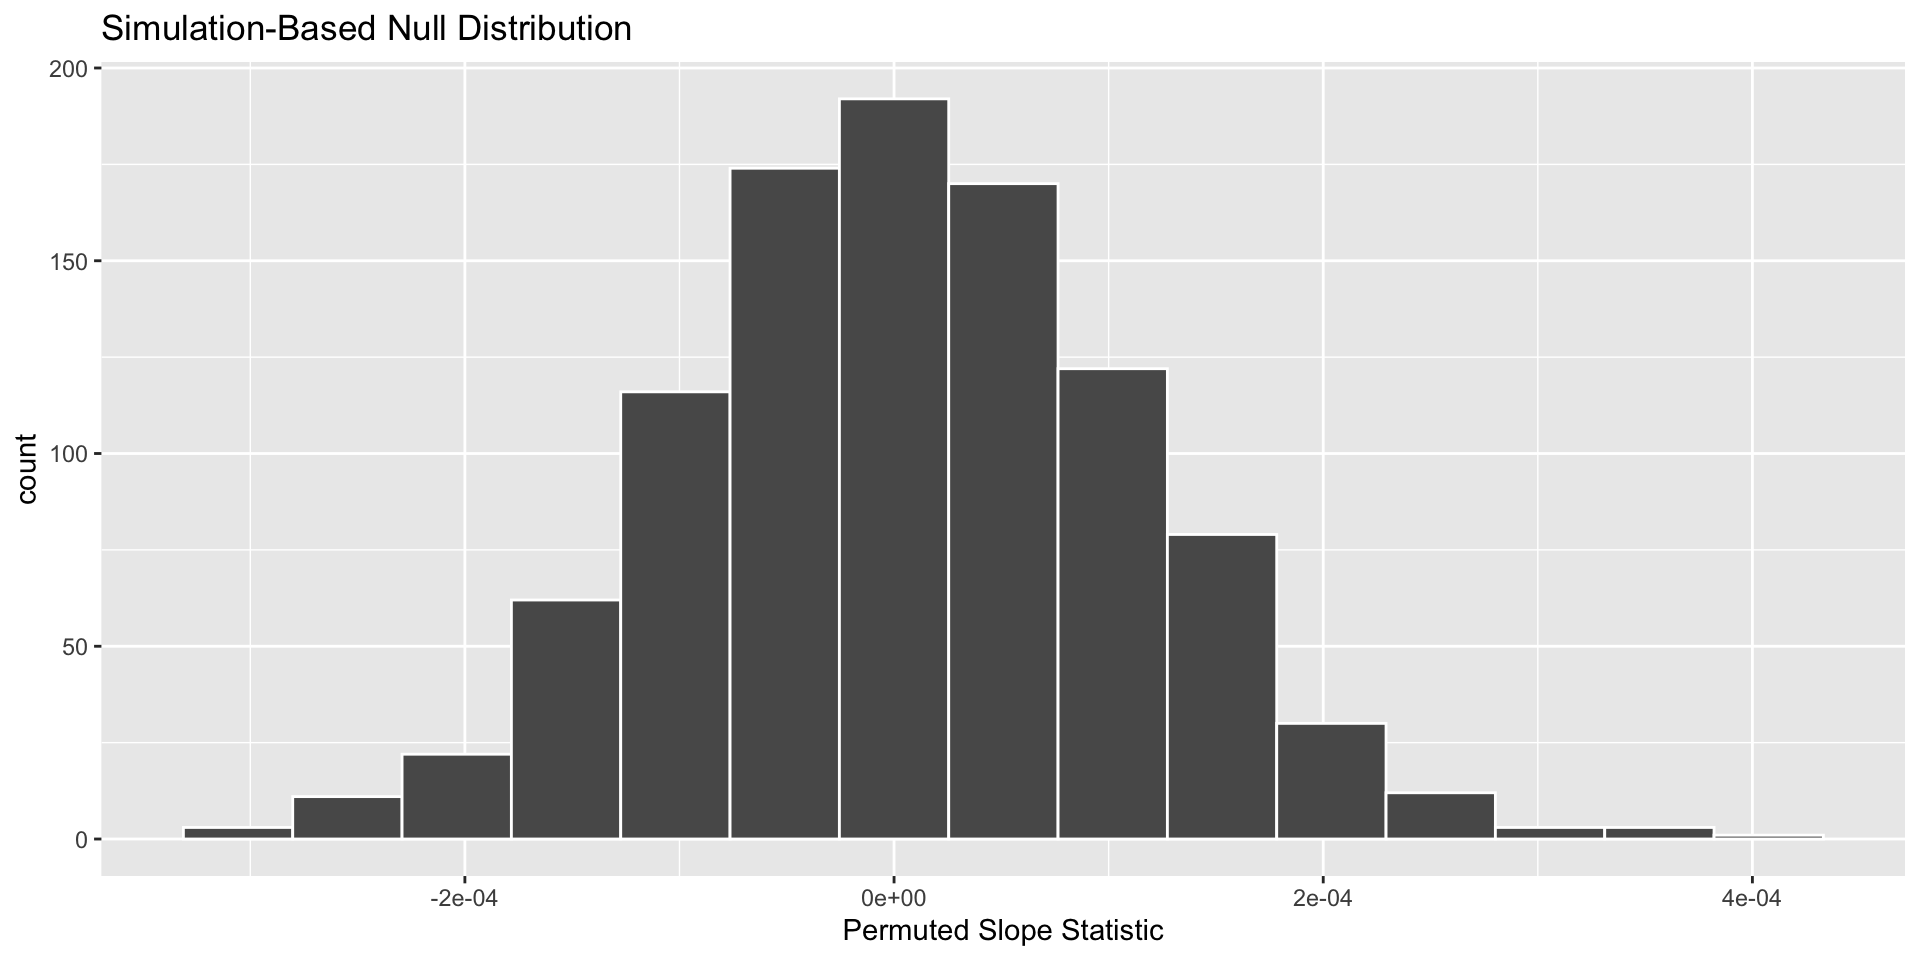 Simulation-Based Null Distribution
200
150
100
50
0
count
-2e-04 0e+00 2e-04 4e-04
Permuted Slope Statistic